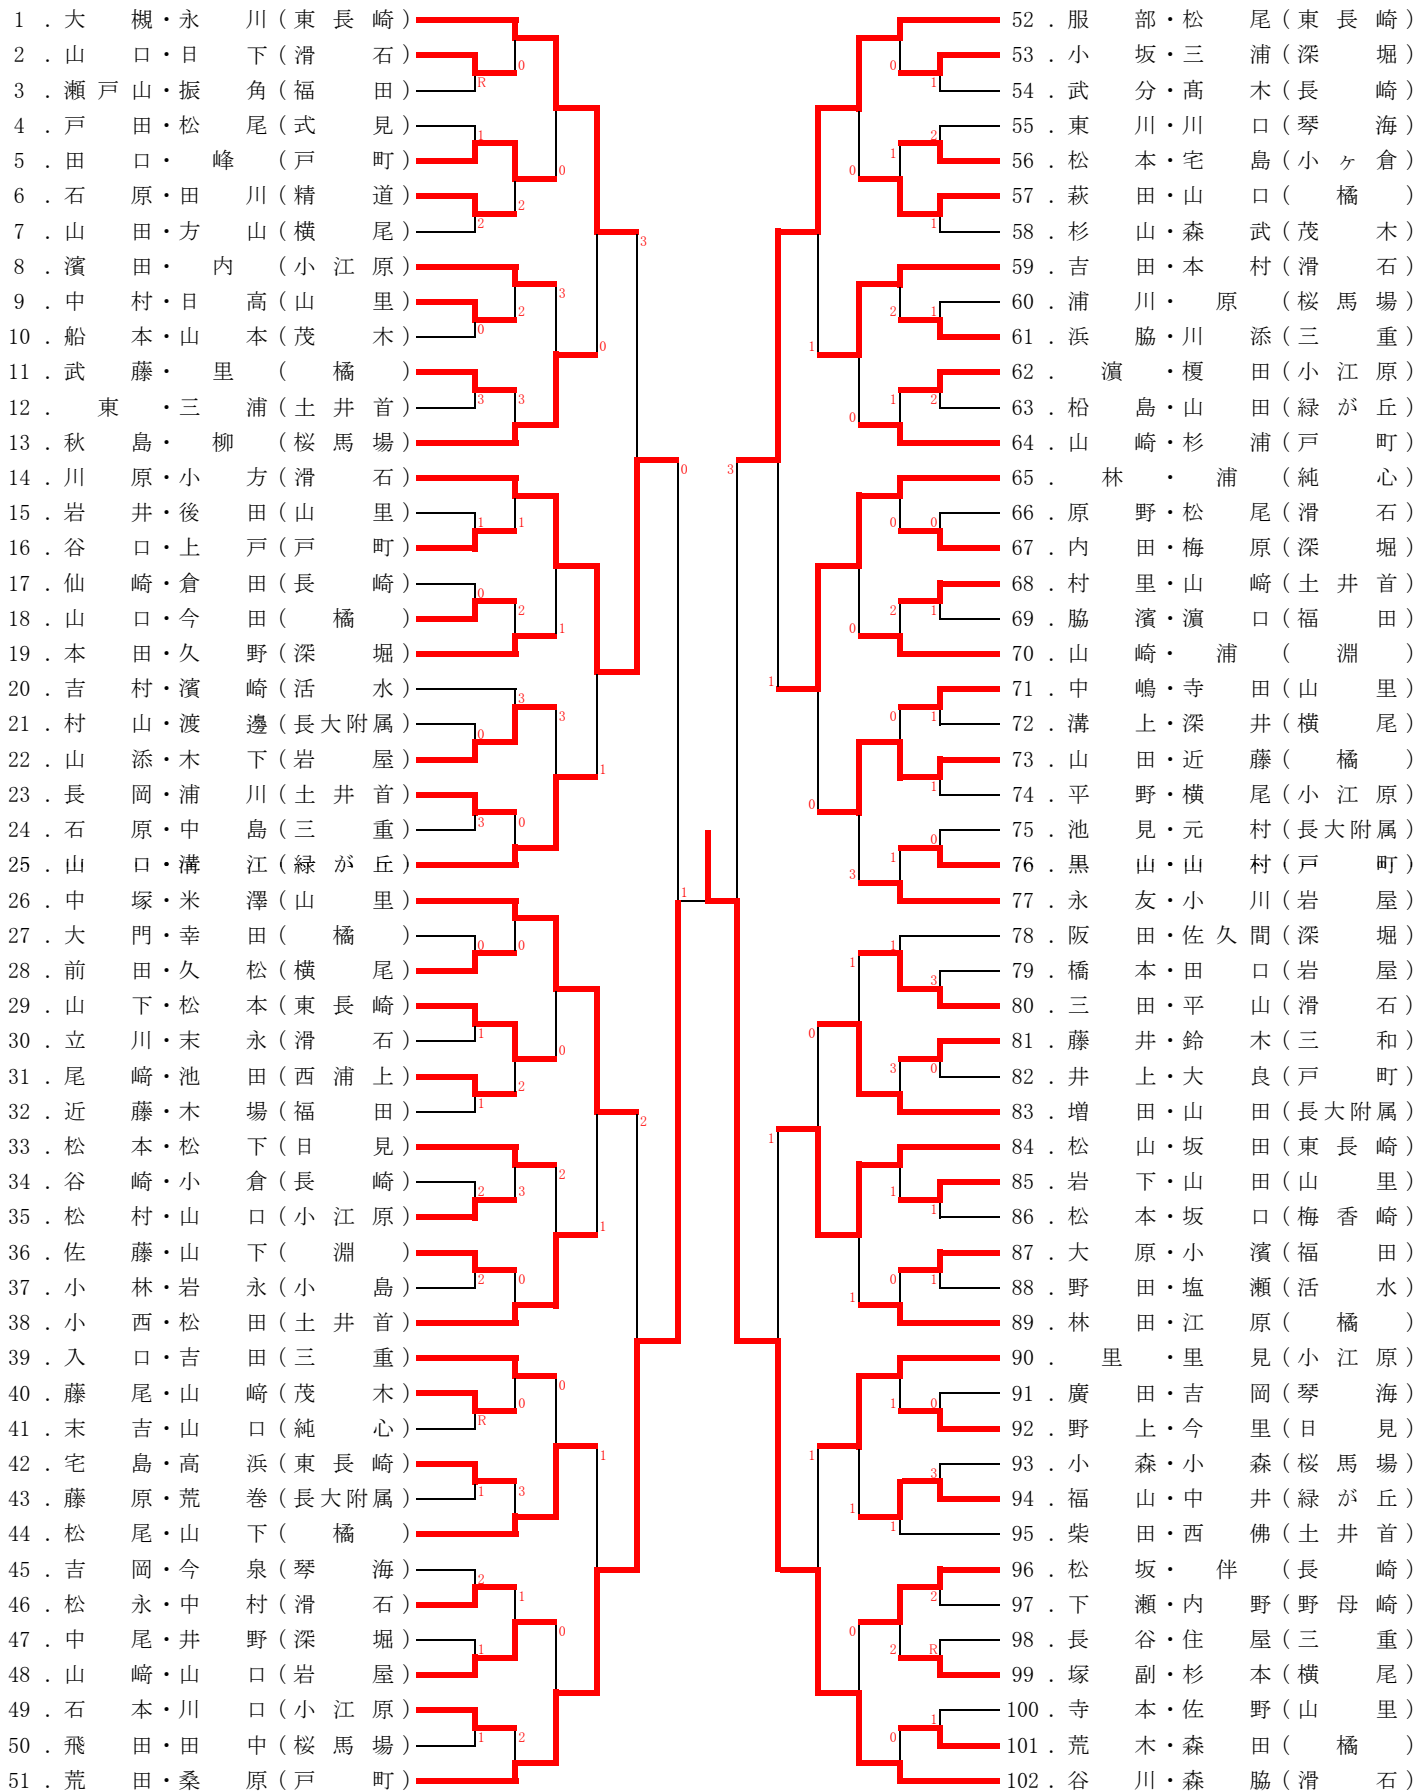 1．大槻・永川（東長崎）
2．山口・日下（滑石）
3．瀬戸山・振角（福田）
4．戸田・松尾（式見）
5．田口・峰（戸町）
6．石原・田川（精道）
7．山田・方山（横尾）
8．濱田・内（小江原）
9．中村・日高（山里）
10．船本・山本（茂木）
11．武藤・里（橘）
12．東・三浦（土井首）
13．秋島・柳（桜馬場）
14．川原・小方（滑石）
15．岩井・後田（山里）
16．谷口・上戸（戸町）
17．仙崎・倉田（長崎）
18．山口・今田（橘）
19．本田・久野（深堀）
20．吉村・濱崎（活水）
21．村山・渡邊（長大附属）
22．山添・木下（岩屋）
23．長岡・浦川（土井首）
24．石原・中島（三重）
25．山口・溝江（緑が丘）
26．中塚・米澤（山里）
27．大門・幸田（橘）
28．前田・久松（横尾）
29．山下・松本（東長崎）
30．立川・末永（滑石）
31．尾﨑・池田（西浦上）
32．近藤・木場（福田）
33．松本・松下（日見）
34．谷崎・小倉（長崎）
35．松村・山口（小江原）
36．佐藤・山下（淵）
37．小林・岩永（小島）
38．小西・松田（土井首）
39．入口・吉田（三重）
40．藤尾・山﨑（茂木）
41．末吉・山口（純心）
42．宅島・高浜（東長崎）
43．藤原・荒巻（長大附属）
44．松尾・山下（橘）
45．吉岡・今泉（琴海）
46．松永・中村（滑石）
47．中尾・井野（深堀）
48．山﨑・山口（岩屋）
49．石本・川口（小江原）
50．飛田・田中（桜馬場）
51．荒田・桑原（戸町）
52．服部・松尾（東長崎）
53．小坂・三浦（深堀）
54．武分・髙木（長崎）
55．東川・川口（琴海）
56．松本・宅島（小ヶ倉）
57．萩田・山口（橘）
58．杉山・森武（茂木）
59．吉田・本村（滑石）
60．浦川・原（桜馬場）
61．浜脇・川添（三重）
62．濵・榎田（小江原）
63．松島・山田（緑が丘）
64．山崎・杉浦（戸町）
65．林・浦（純心）
66．原野・松尾（滑石）
67．内田・梅原（深堀）
68．村里・山﨑（土井首）
69．脇濱・濵口（福田）
70．山崎・浦（淵）
71．中嶋・寺田（山里）
72．溝上・深井（横尾）
73．山田・近藤（橘）
74．平野・横尾（小江原）
75．池見・元村（長大附属）
76．黒山・山村（戸町）
77．永友・小川（岩屋）
78．阪田・佐久間（深堀）
79．橋本・田口（岩屋）
80．三田・平山（滑石）
81．藤井・鈴木（三和）
82．井上・大良（戸町）
83．増田・山田（長大附属）
84．松山・坂田（東長崎）
85．岩下・山田（山里）
86．松本・坂口（梅香崎）
87．大原・小濱（福田）
88．野田・塩瀬（活水）
89．林田・江原（橘）
90．里・里見（小江原）
91．廣田・吉岡（琴海）
92．野上・今里（日見）
93．小森・小森（桜馬場）
94．福山・中井（緑が丘）
95．柴田・西佛（土井首）
96．松坂・伴（長崎）
97．下瀬・内野（野母崎）
98．長谷・住屋（三重）
99．塚副・杉本（横尾）
100．寺本・佐野（山里）
101．荒木・森田（橘）
102．谷川・森脇（滑石）